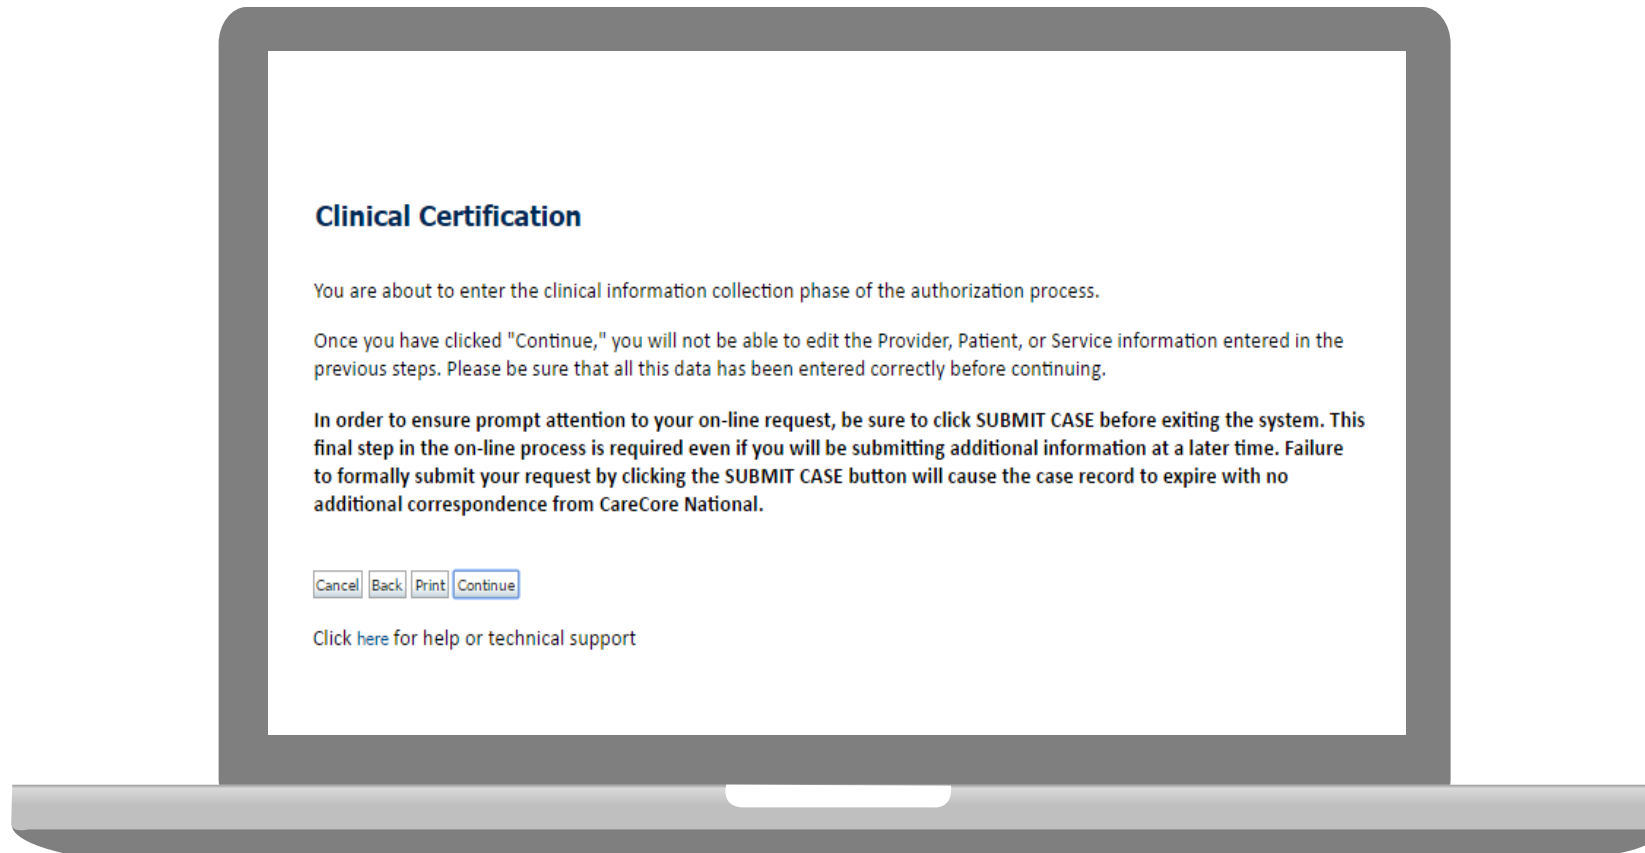 Clinical Certification
You are about to enter the clinical information collection phase of the authorization process.
Once you have clicked "Continue," you will not be able to edit the Provider, Patient, or Service information entered in the
previous steps. Please be sure that all this data has been entered correctly before continuing.
In order to ensure prompt attention to your on-line request, be sure to click SUBMIT CASE before exiting the system. This
final step in the on-line process is required even if you will be submitting additional information at a later time. Failure
to formally submit your request by clicking the SUBMIT CASE button will cause the case record to expire with no
additional correspondence from CareCore National.
Cancel Back Print Continue
Click here for help or technical support